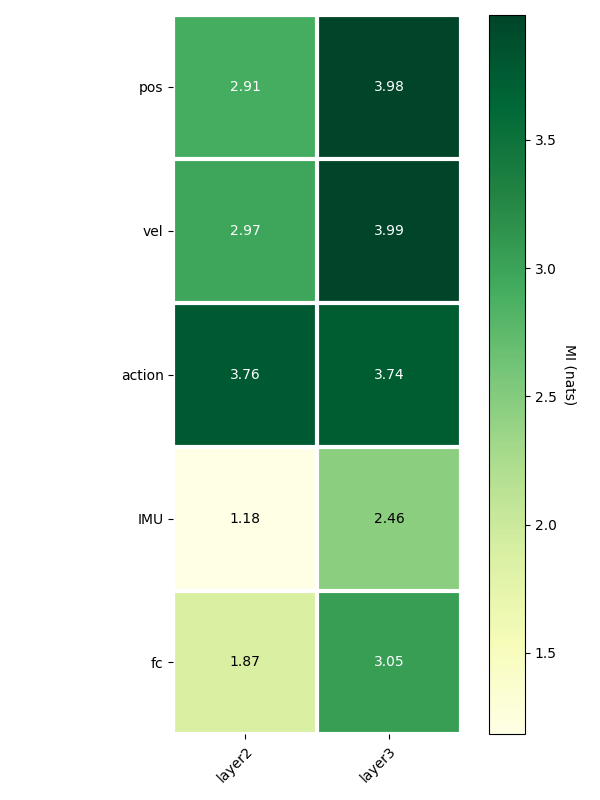 pos 2.91 3.98
vel 2.97 3.99
action 3.76 3.74
IMU 1.18 2.46
fc 1.87 3.05
layer2 layer3
3.5
3.0
2.5
2.0
1.5
MI (nats)